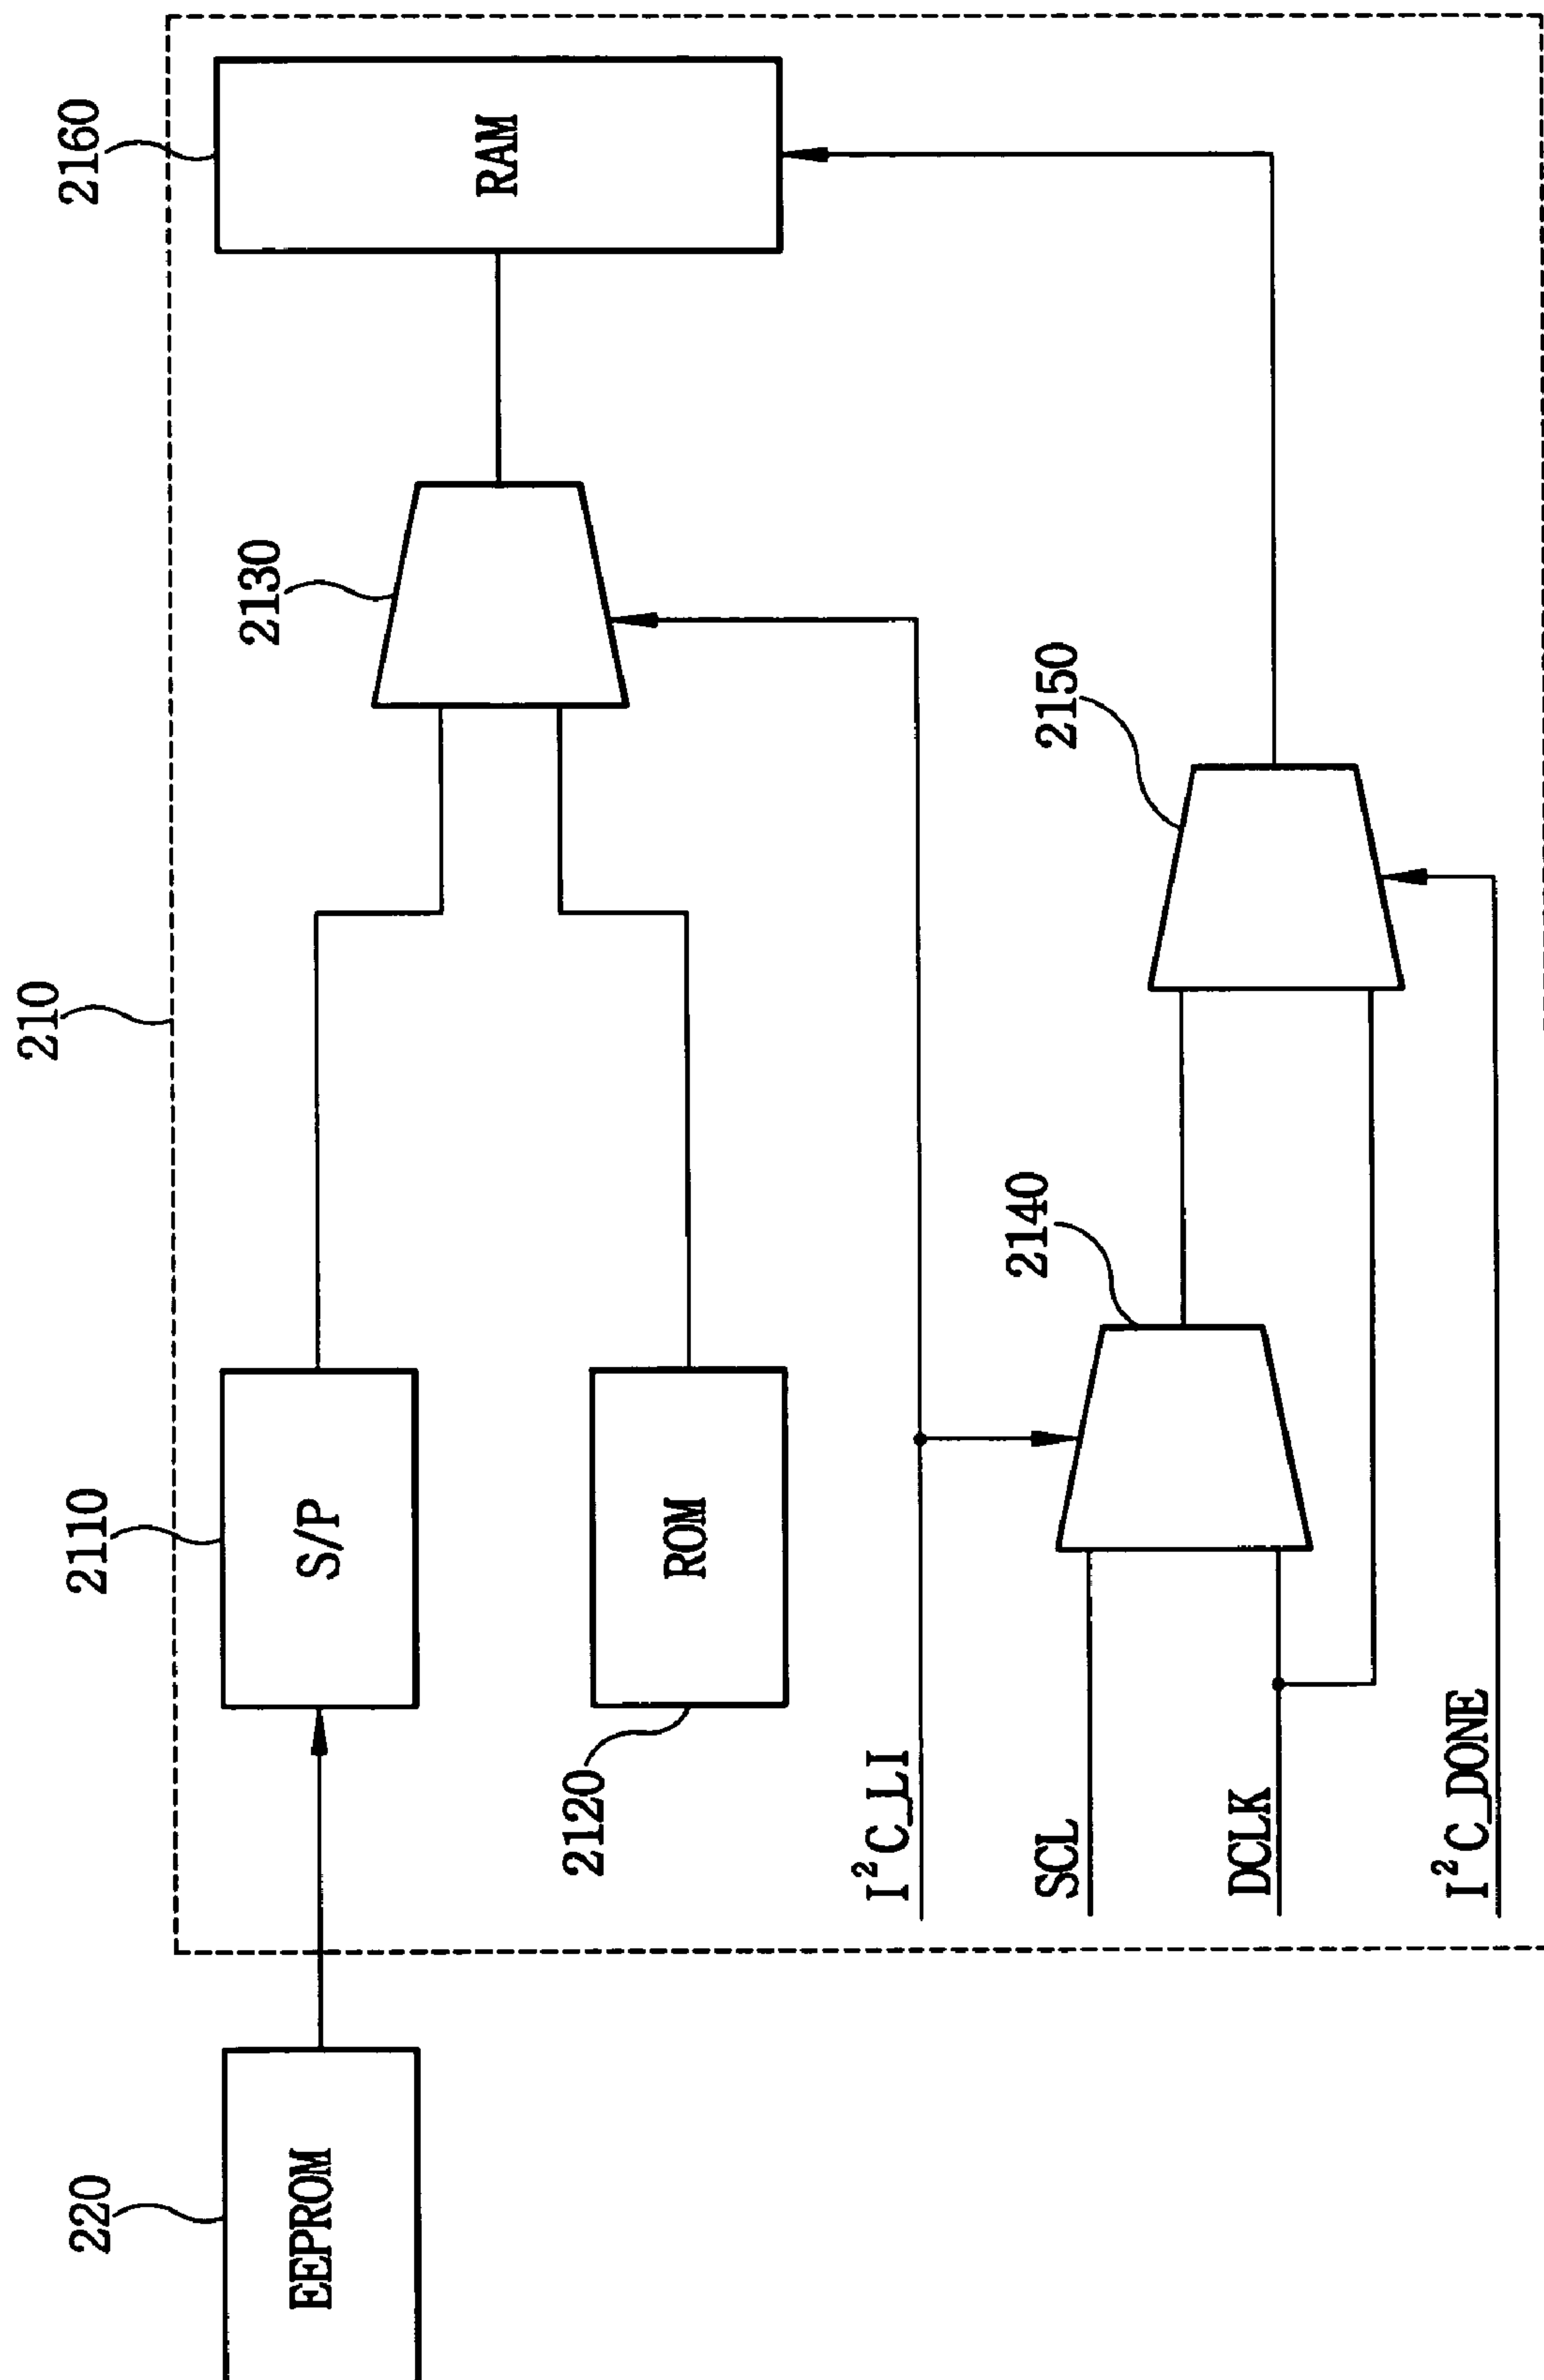 210
220
EEPROM
2110
S/P
2160
RAM
2130
2120
ROM
I²C_LI
2140
2150
SCL
DCLK
I²C_DONE